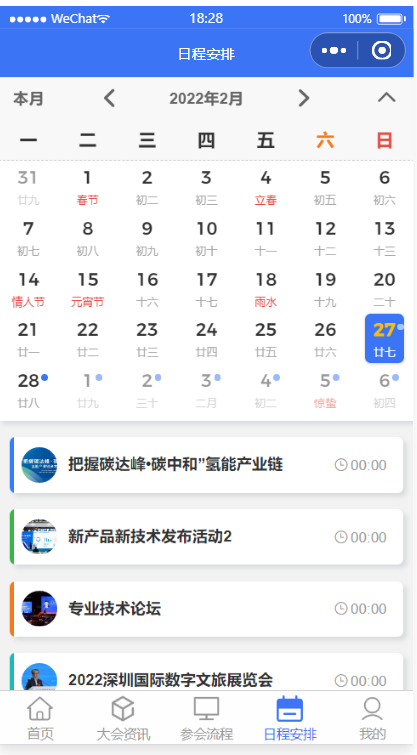 WeChat 18:28 100%
日程安排
本月 2022年2月
一 二 三 四 五 六 日
31 1 2 3 4 5 6
廿九 春节 初二 初三 立春 初五 初六
7 8 9 10 11 12 13
初七 初八 初九 初十 十一 十二 十三
14 15 16 17 18 19 20
情人节 元宵节 十六 十七 雨水 十九 二十
21 22 23 24 25 26 27
廿一 廿二 廿三 廿四 廿五 廿六 廿七
28 1 2 3 4 5 6
廿八 廿九 三十 二月 初二 惊蛰 初四
把握碳达峰•碳中和”氢能产业链 00:00
新产品新技术发布活动2 00:00
专业技术论坛 00:00
2022深圳国际数字文旅展览会 00:00
首页 大会资讯 参会流程 日程安排 我的